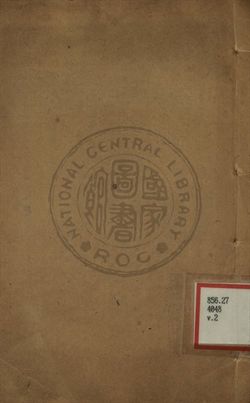 NATIONAL CENTRAL LIBRARY
國家
圖書
館
ROC
856.27
4048
v.2